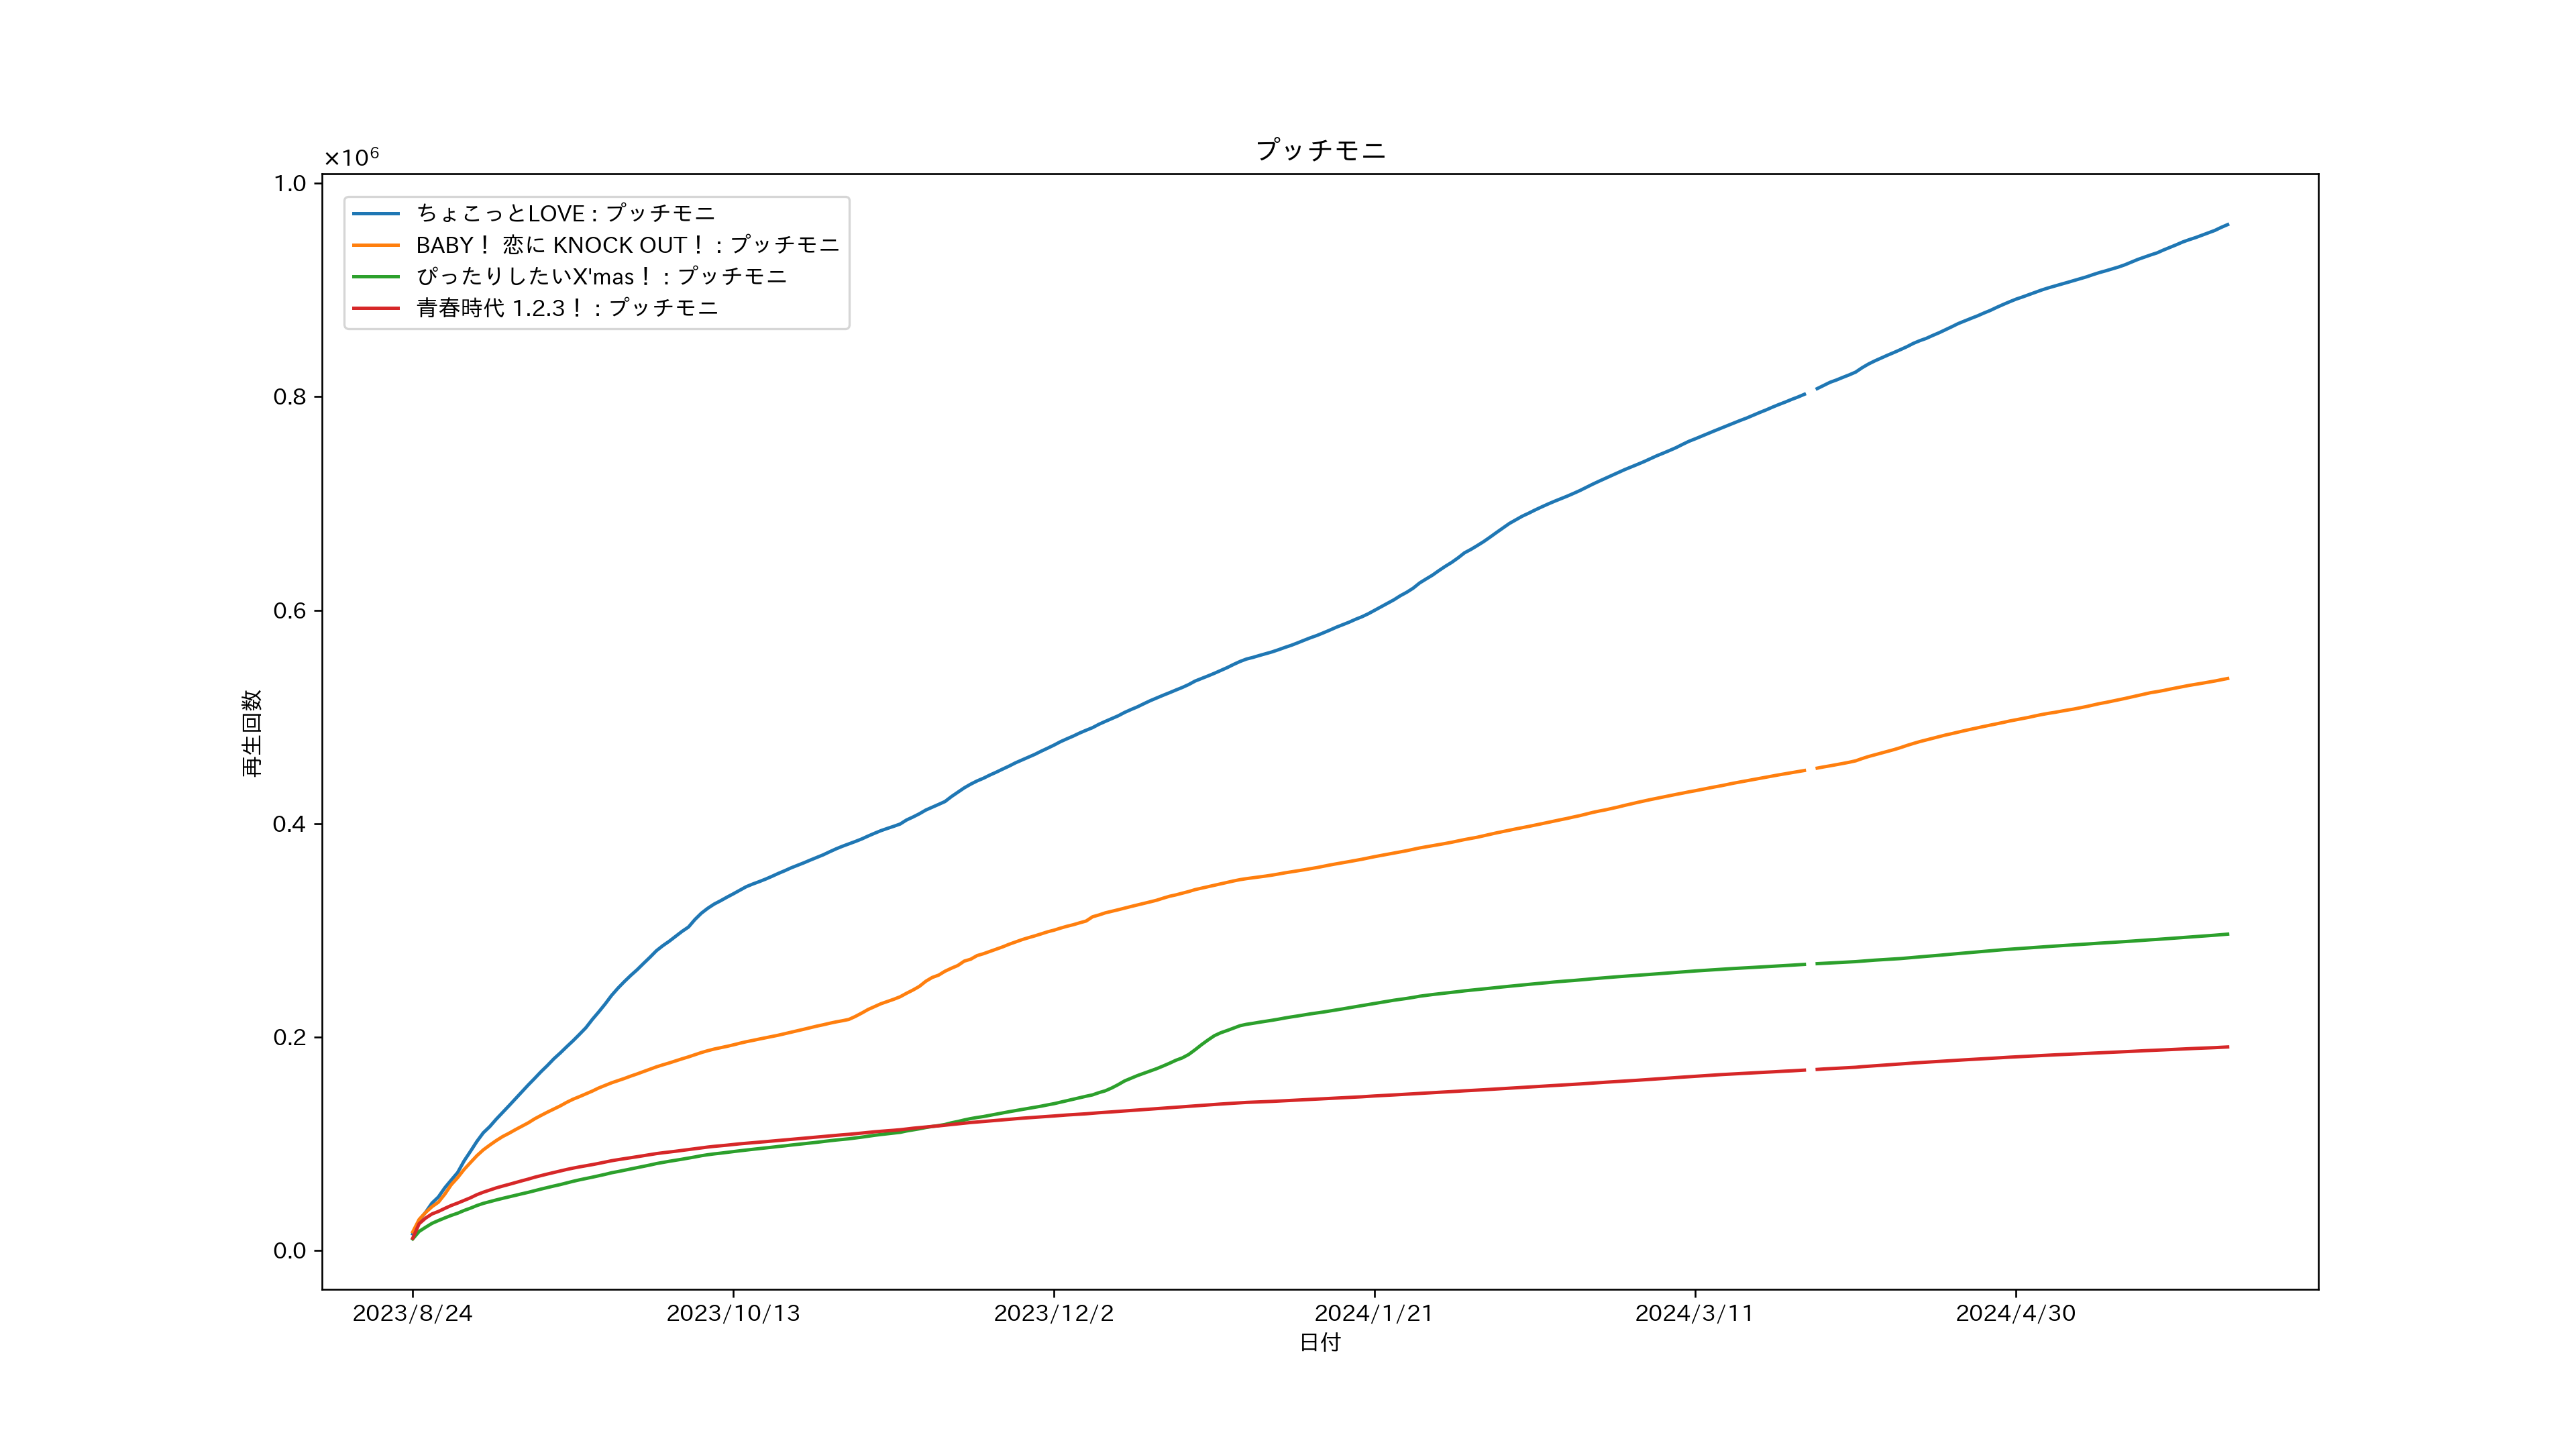 プッチモニ
×10⁶
1.0
0.8
0.6
0.4
0.2
0.0
再生回数
ちょこっとLOVE : プッチモニ
BABY！ 恋に KNOCK OUT！ : プッチモニ
ぴったりしたいX'mas！ : プッチモニ
青春時代 1.2.3！ : プッチモニ
2023/8/24
2023/10/13
2023/12/2
2024/1/21
2024/3/11
2024/4/30
日付